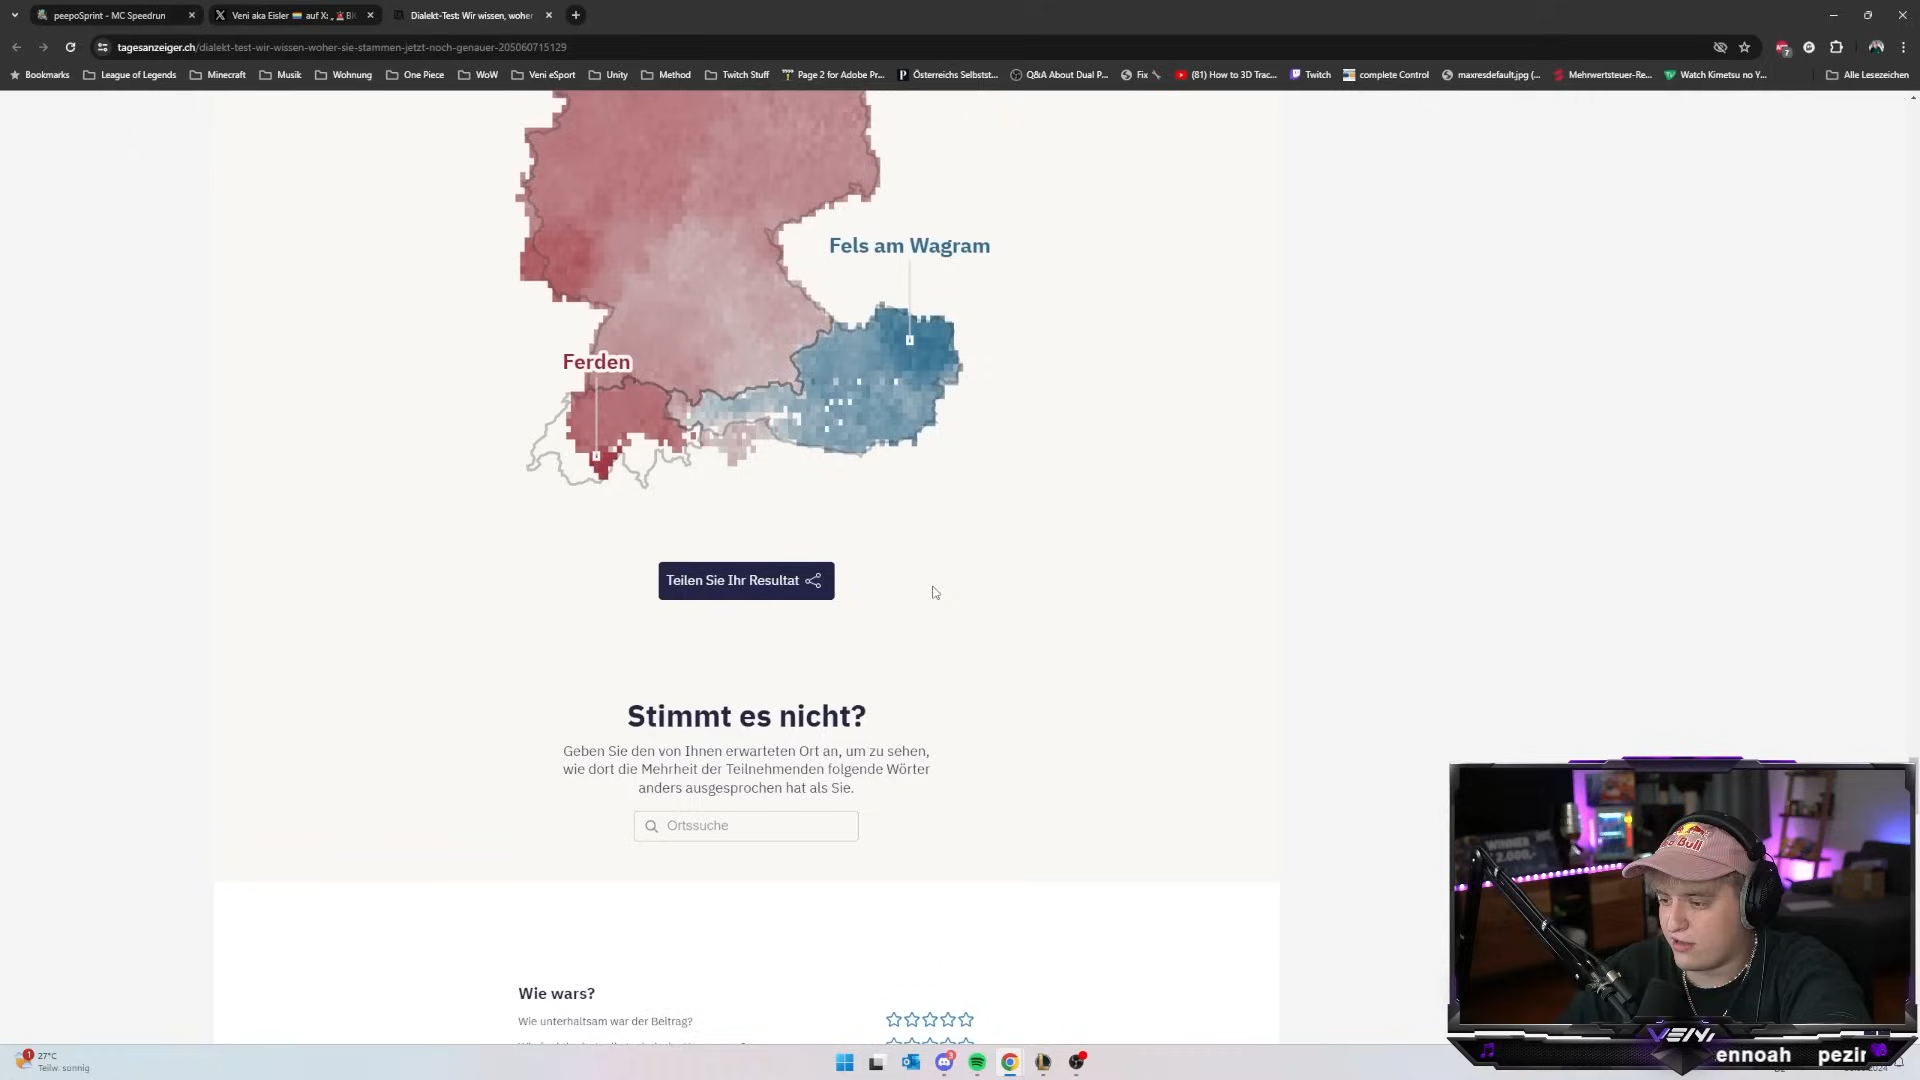 peepoSprint - MC Speedrun
Veni aka Eisler
auf X:
Dialekt-Test: Wir wissen, woher
tagesanzeiger.ch/dialekt-test-wir-wissen-woher-sie-stammen-jetzt-noch-genauer-205060715129
Bookmarks
League of Legends
Minecraft
Musik
Wohnung
One Piece
WoW
Veni eSport
Unity
Method
Twitch Stuff
Page 2 for Adobe Pr...
Österreichs Selbstst...
Q&A About Dual P...
Fix
(81) How to 3D Trac...
Twitch
complete Control
maxresdefault.jpg (...
Mehrwertsteuer-Re...
Watch Kimetsu no Y...
Alle Lesezeichen
Fels am Wagram
Ferden
Teilen Sie Ihr Resultat
Stimmt es nicht?
Geben Sie den von Ihnen erwarteten Ort an, um zu sehen,
wie dort die Mehrheit der Teilnehmenden folgende Wörter
anders ausgesprochen hat als Sie.
Ortssuche
Wie wars?
Wie unterhaltsam war der Beitrag?
WINNER
Red Bull
VENI
ennoah
27°C
Teilw. sonnig